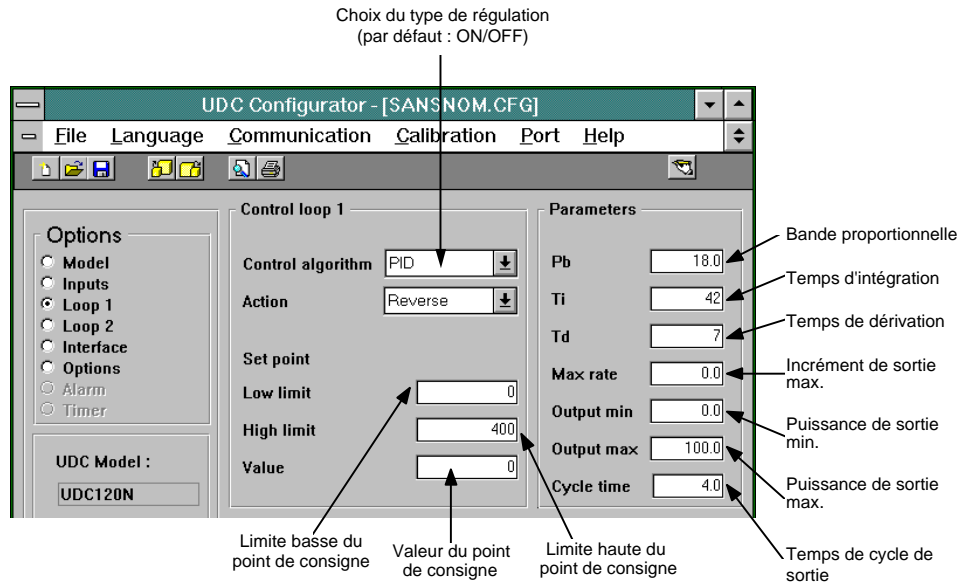 Choix du type de régulation
(par défaut : ON/OFF)
UDC Configurator - [SANSNOM.CFG]
File Language Communication Calibration Port Help
Options
Model
Inputs
Loop 1
Loop 2
Interface
Options
Alarm
Timer
UDC Model :
UDC120N
Control loop 1
Control algorithm PID
Action Reverse
Set point
Low limit 0
High limit 400
Value 0
Parameters
Pb 18.0
Ti 42
Td 7
Max rate 0.0
Output min 0.0
Output max 100.0
Cycle time 4.0
Bande proportionnelle
Temps d'intégration
Temps de dérivation
Incrément de sortie
max.
Puissance de sortie
min.
Puissance de sortie
max.
Temps de cycle de
sortie
Limite basse du
point de consigne
Valeur du point
de consigne
Limite haute du
point de consigne